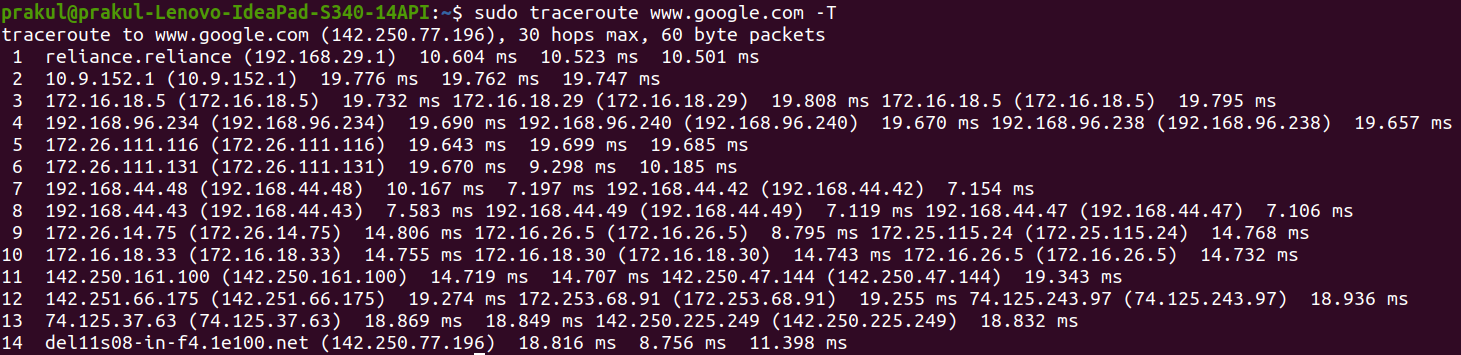 prakul@prakul-Lenovo-IdeaPad-S340-14API:~$ sudo traceroute www.google.com -T
traceroute to www.google.com (142.250.77.196), 30 hops max, 60 byte packets
 1  reliance.reliance (192.168.29.1)  10.604 ms  10.523 ms  10.501 ms
 2  10.9.152.1 (10.9.152.1)  19.776 ms  19.762 ms  19.747 ms
 3  172.16.18.5 (172.16.18.5)  19.732 ms 172.16.18.29 (172.16.18.29)  19.808 ms 172.16.18.5 (172.16.18.5)  19.795 ms
 4  192.168.96.234 (192.168.96.234)  19.690 ms 192.168.96.240 (192.168.96.240)  19.670 ms 192.168.96.238 (192.168.96.238)  19.657 ms
 5  172.26.111.116 (172.26.111.116)  19.643 ms  19.699 ms  19.685 ms
 6  172.26.111.131 (172.26.111.131)  19.670 ms  9.298 ms  10.185 ms
 7  192.168.44.48 (192.168.44.48)  10.167 ms  7.197 ms 192.168.44.42 (192.168.44.42)  7.154 ms
 8  192.168.44.43 (192.168.44.43)  7.583 ms 192.168.44.49 (192.168.44.49)  7.119 ms 192.168.44.47 (192.168.44.47)  7.106 ms
 9  172.26.14.75 (172.26.14.75)  14.806 ms 172.16.26.5 (172.16.26.5)  8.795 ms 172.25.115.24 (172.25.115.24)  14.768 ms
10  172.16.18.33 (172.16.18.33)  14.755 ms 172.16.18.30 (172.16.18.30)  14.743 ms 172.16.26.5 (172.16.26.5)  14.732 ms
11  142.250.161.100 (142.250.161.100)  14.719 ms  14.707 ms 142.250.47.144 (142.250.47.144)  19.343 ms
12  142.251.66.175 (142.251.66.175)  19.274 ms 172.253.68.91 (172.253.68.91)  19.255 ms 74.125.243.97 (74.125.243.97)  18.936 ms
13  74.125.37.63 (74.125.37.63)  18.869 ms  18.849 ms 142.250.225.249 (142.250.225.249)  18.832 ms
14  del11s08-in-f4.1e100.net (142.250.77.196)  18.816 ms  8.756 ms  11.398 ms